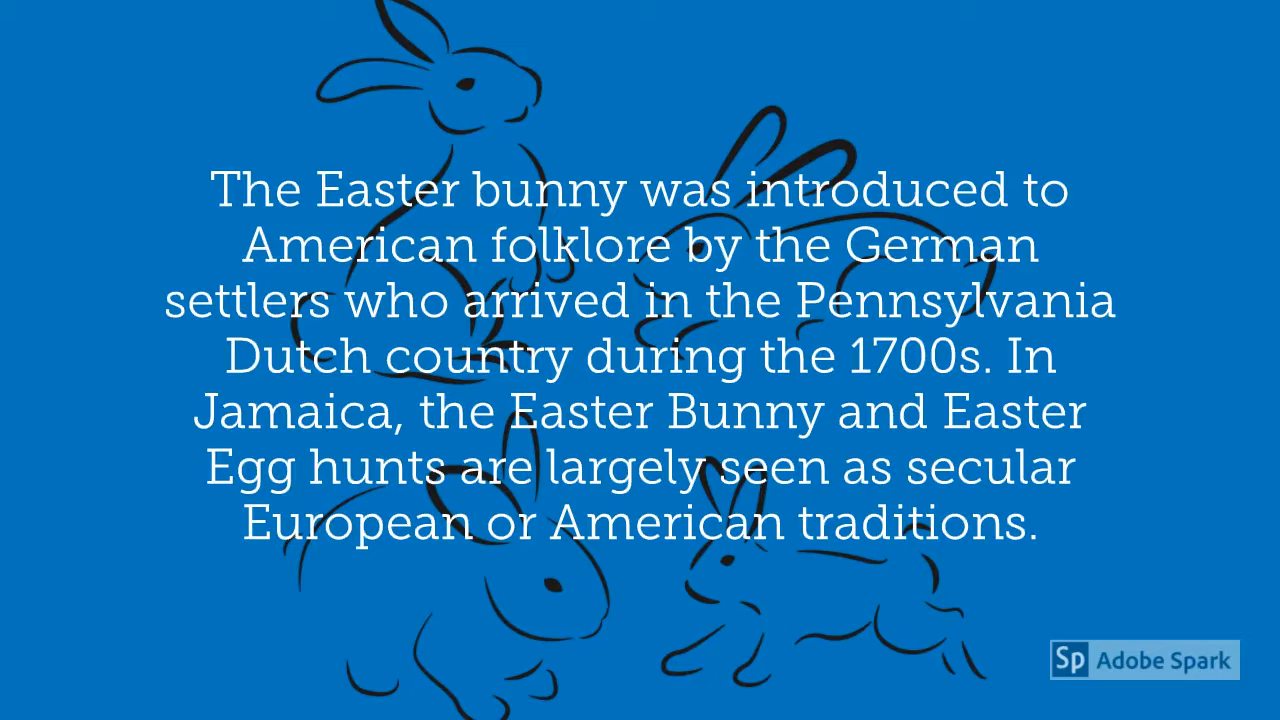 The Easter bunny was introduced to
American folklore by the German
settlers who arrived in the Pennsylvania
Dutch country during the 1700s. In
Jamaica, the Easter Bunny and Easter
Egg hunts are largely seen as secular
European or American traditions.
Sp Adobe Spark